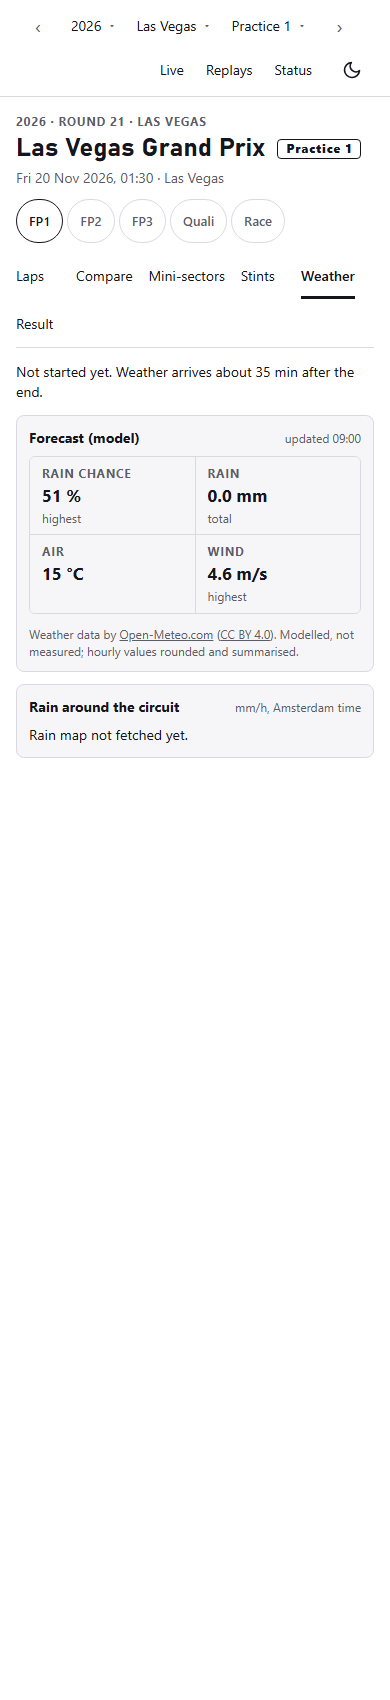 ‹ 2026 Las Vegas Practice 1 ›
Live Replays Status
2026 · ROUND 21 · LAS VEGAS
Las Vegas Grand Prix Practice 1
Fri 20 Nov 2026, 01:30 · Las Vegas
FP1 FP2 FP3 Quali Race
Laps Compare Mini-sectors Stints Weather
Result
Not started yet. Weather arrives about 35 min after the
end.
Forecast (model) updated 09:00
RAIN CHANCE RAIN
51 % 0.0 mm
highest total
AIR WIND
15 °C 4.6 m/s
highest
Weather data by Open-Meteo.com (CC BY 4.0). Modelled, not
measured; hourly values rounded and summarised.
Rain around the circuit mm/h, Amsterdam time
Rain map not fetched yet.